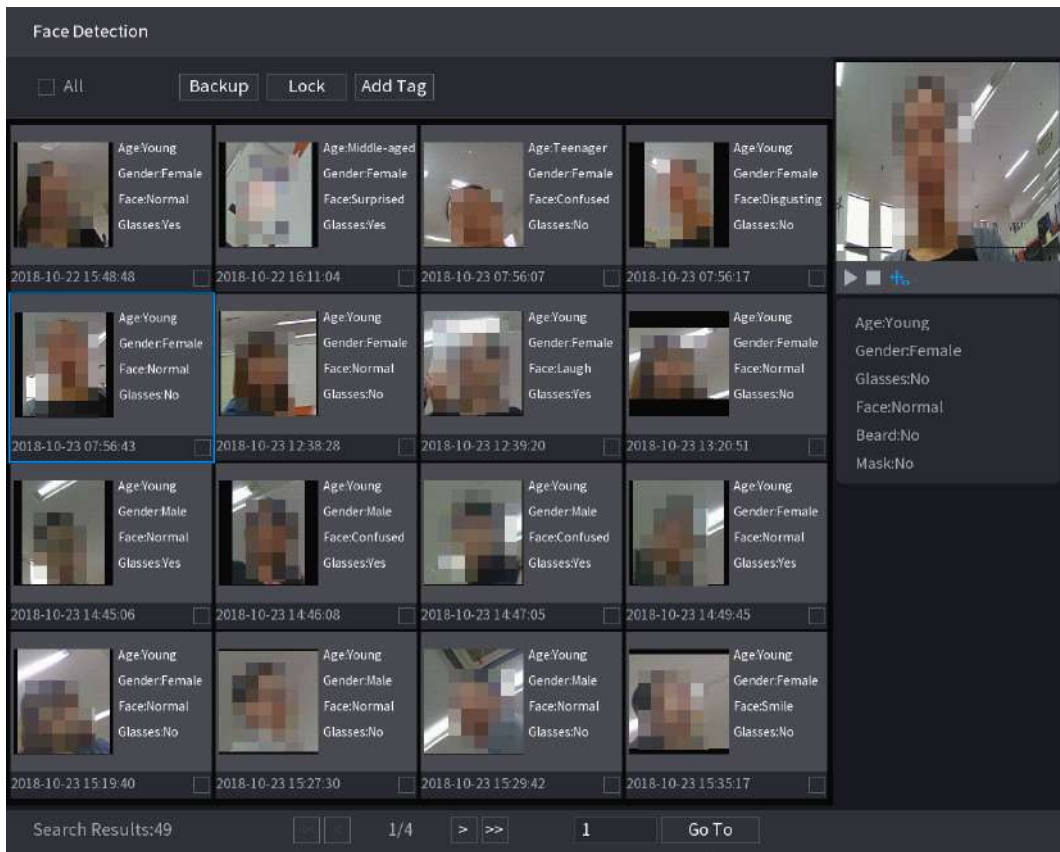 Face Detection
All Backup Lock Add Tag
Age:Young
Gender:Female
Face:Normal
Glasses:Yes
2018-10-22 15:48:48
Age:Middle-aged
Gender:Female
Face:Surprised
Glasses:Yes
2018-10-22 16:11:04
Age:Teenager
Gender:Female
Face:Confused
Glasses:No
2018-10-23 07:56:07
Age:Young
Gender:Female
Face:Disgusting
Glasses:No
2018-10-23 07:56:17
Age:Young
Gender:Female
Face:Normal
Glasses:No
2018-10-23 07:56:43
Age:Young
Gender:Female
Face:Normal
Glasses:No
2018-10-23 12:38:28
Age:Young
Gender:Female
Face:Laugh
Glasses:Yes
2018-10-23 12:39:20
Age:Young
Gender:Female
Face:Normal
Glasses:No
2018-10-23 13:20:51
Age:Young
Gender:Male
Face:Normal
Glasses:Yes
2018-10-23 14:45:06
Age:Young
Gender:Male
Face:Confused
Glasses:Yes
2018-10-23 14:46:08
Age:Young
Gender:Male
Face:Confused
Glasses:Yes
2018-10-23 14:47:05
Age:Young
Gender:Female
Face:Normal
Glasses:Yes
2018-10-23 14:49:45
Age:Young
Gender:Female
Face:Normal
Glasses:No
2018-10-23 15:19:40
Age:Young
Gender:Male
Face:Normal
Glasses:No
2018-10-23 15:27:30
Age:Young
Gender:Male
Face:Normal
Glasses:No
2018-10-23 15:29:42
Age:Young
Gender:Female
Face:Smile
Glasses:No
2018-10-23 15:35:17
Age:Young
Gender:Female
Glasses:No
Face:Normal
Beard:No
Mask:No
Search Results:49 << < 1/4 > >> 1 Go To